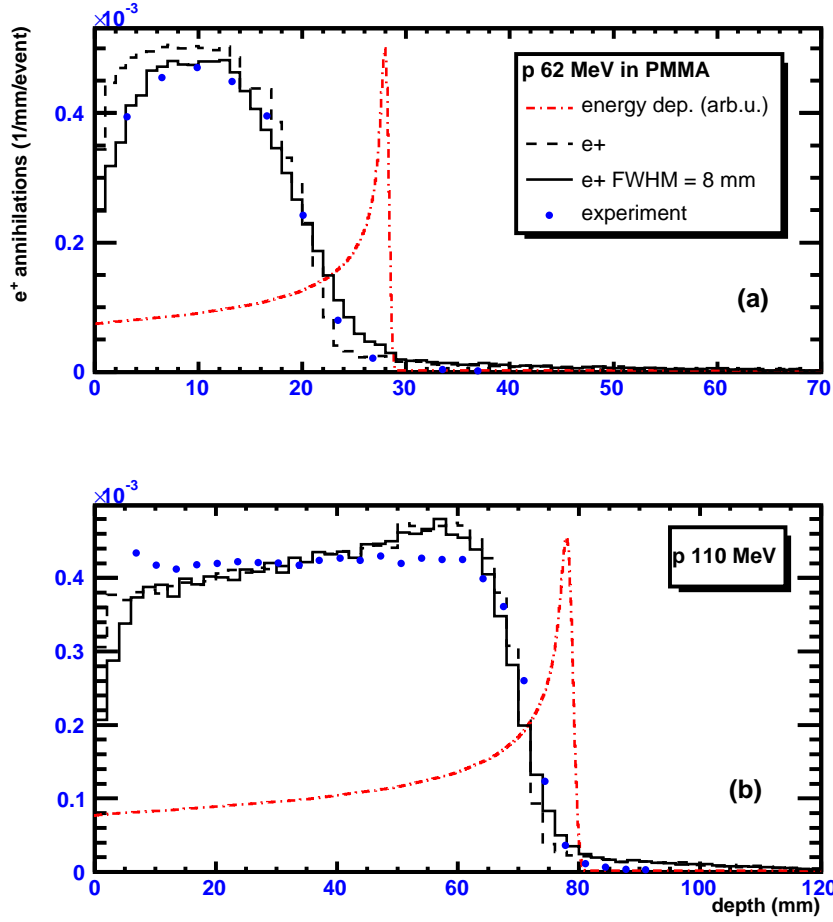 ×10⁻³
e⁺ annihilations (1/mm/event)
0.4
0.2
0
p 62 MeV in PMMA
energy dep. (arb.u.)
e+
e+ FWHM = 8 mm
experiment
(a)
0 10 20 30 40 50 60 70
×10⁻³
0.4
0.3
0.2
0.1
0
p 110 MeV
(b)
0 20 40 60 80 100 120
depth (mm)